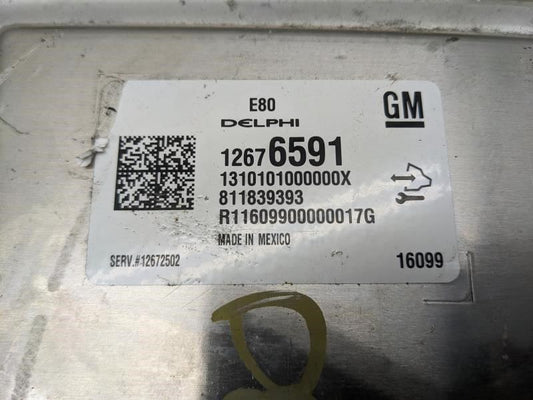 E80
DELPHI
GM
12676591
1310101000000X
811839393
R11609900000017G
MADE IN MEXICO
SERV.#12672502
16099